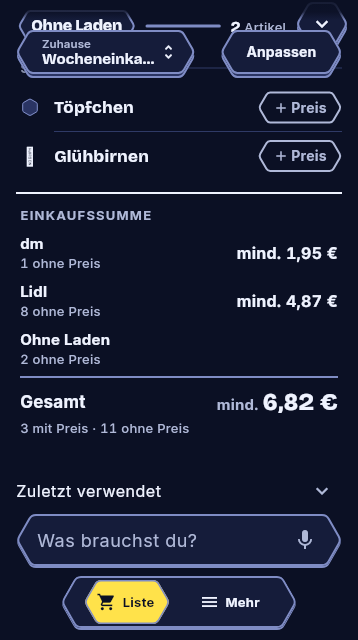 Ohne Laden
2 Artikel
Zuhause
Wocheneinka...
Anpassen
Töpfchen
+ Preis
Glühbirnen
+ Preis
EINKAUFSSUMME
dm
mind. 1,95 €
1 ohne Preis
Lidl
mind. 4,87 €
8 ohne Preis
Ohne Laden
2 ohne Preis
Gesamt
mind. 6,82 €
3 mit Preis · 11 ohne Preis
Zuletzt verwendet
Was brauchst du?
Liste
Mehr